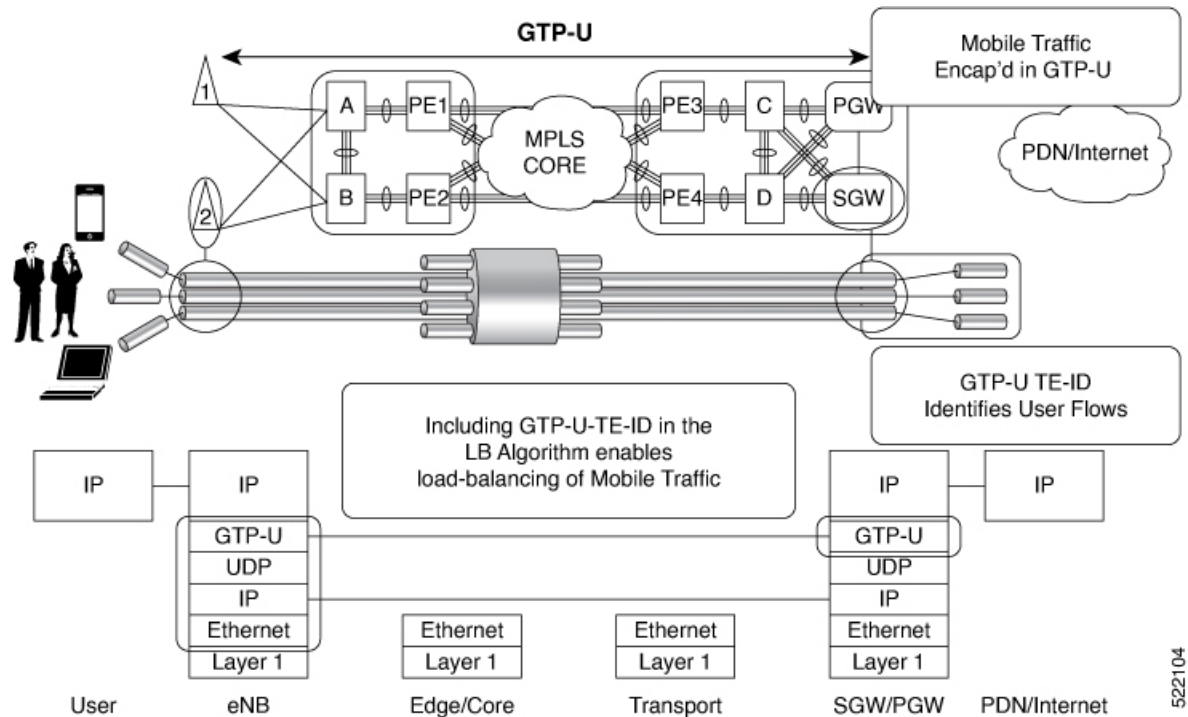 GTP-U
Mobile Traffic
Encap'd in GTP-U
1
A
PE1
PE3
C
PGW
MPLS
CORE
PDN/Internet
2
B
PE2
PE4
D
SGW
GTP-U TE-ID
Identifies User Flows
Including GTP-U-TE-ID in the
LB Algorithm enables
load-balancing of Mobile Traffic
IP
IP
IP
IP
GTP-U
GTP-U
UDP
UDP
IP
IP
Ethernet
Ethernet
Ethernet
Ethernet
Layer 1
Layer 1
Layer 1
Layer 1
User
eNB
Edge/Core
Transport
SGW/PGW
PDN/Internet
522104